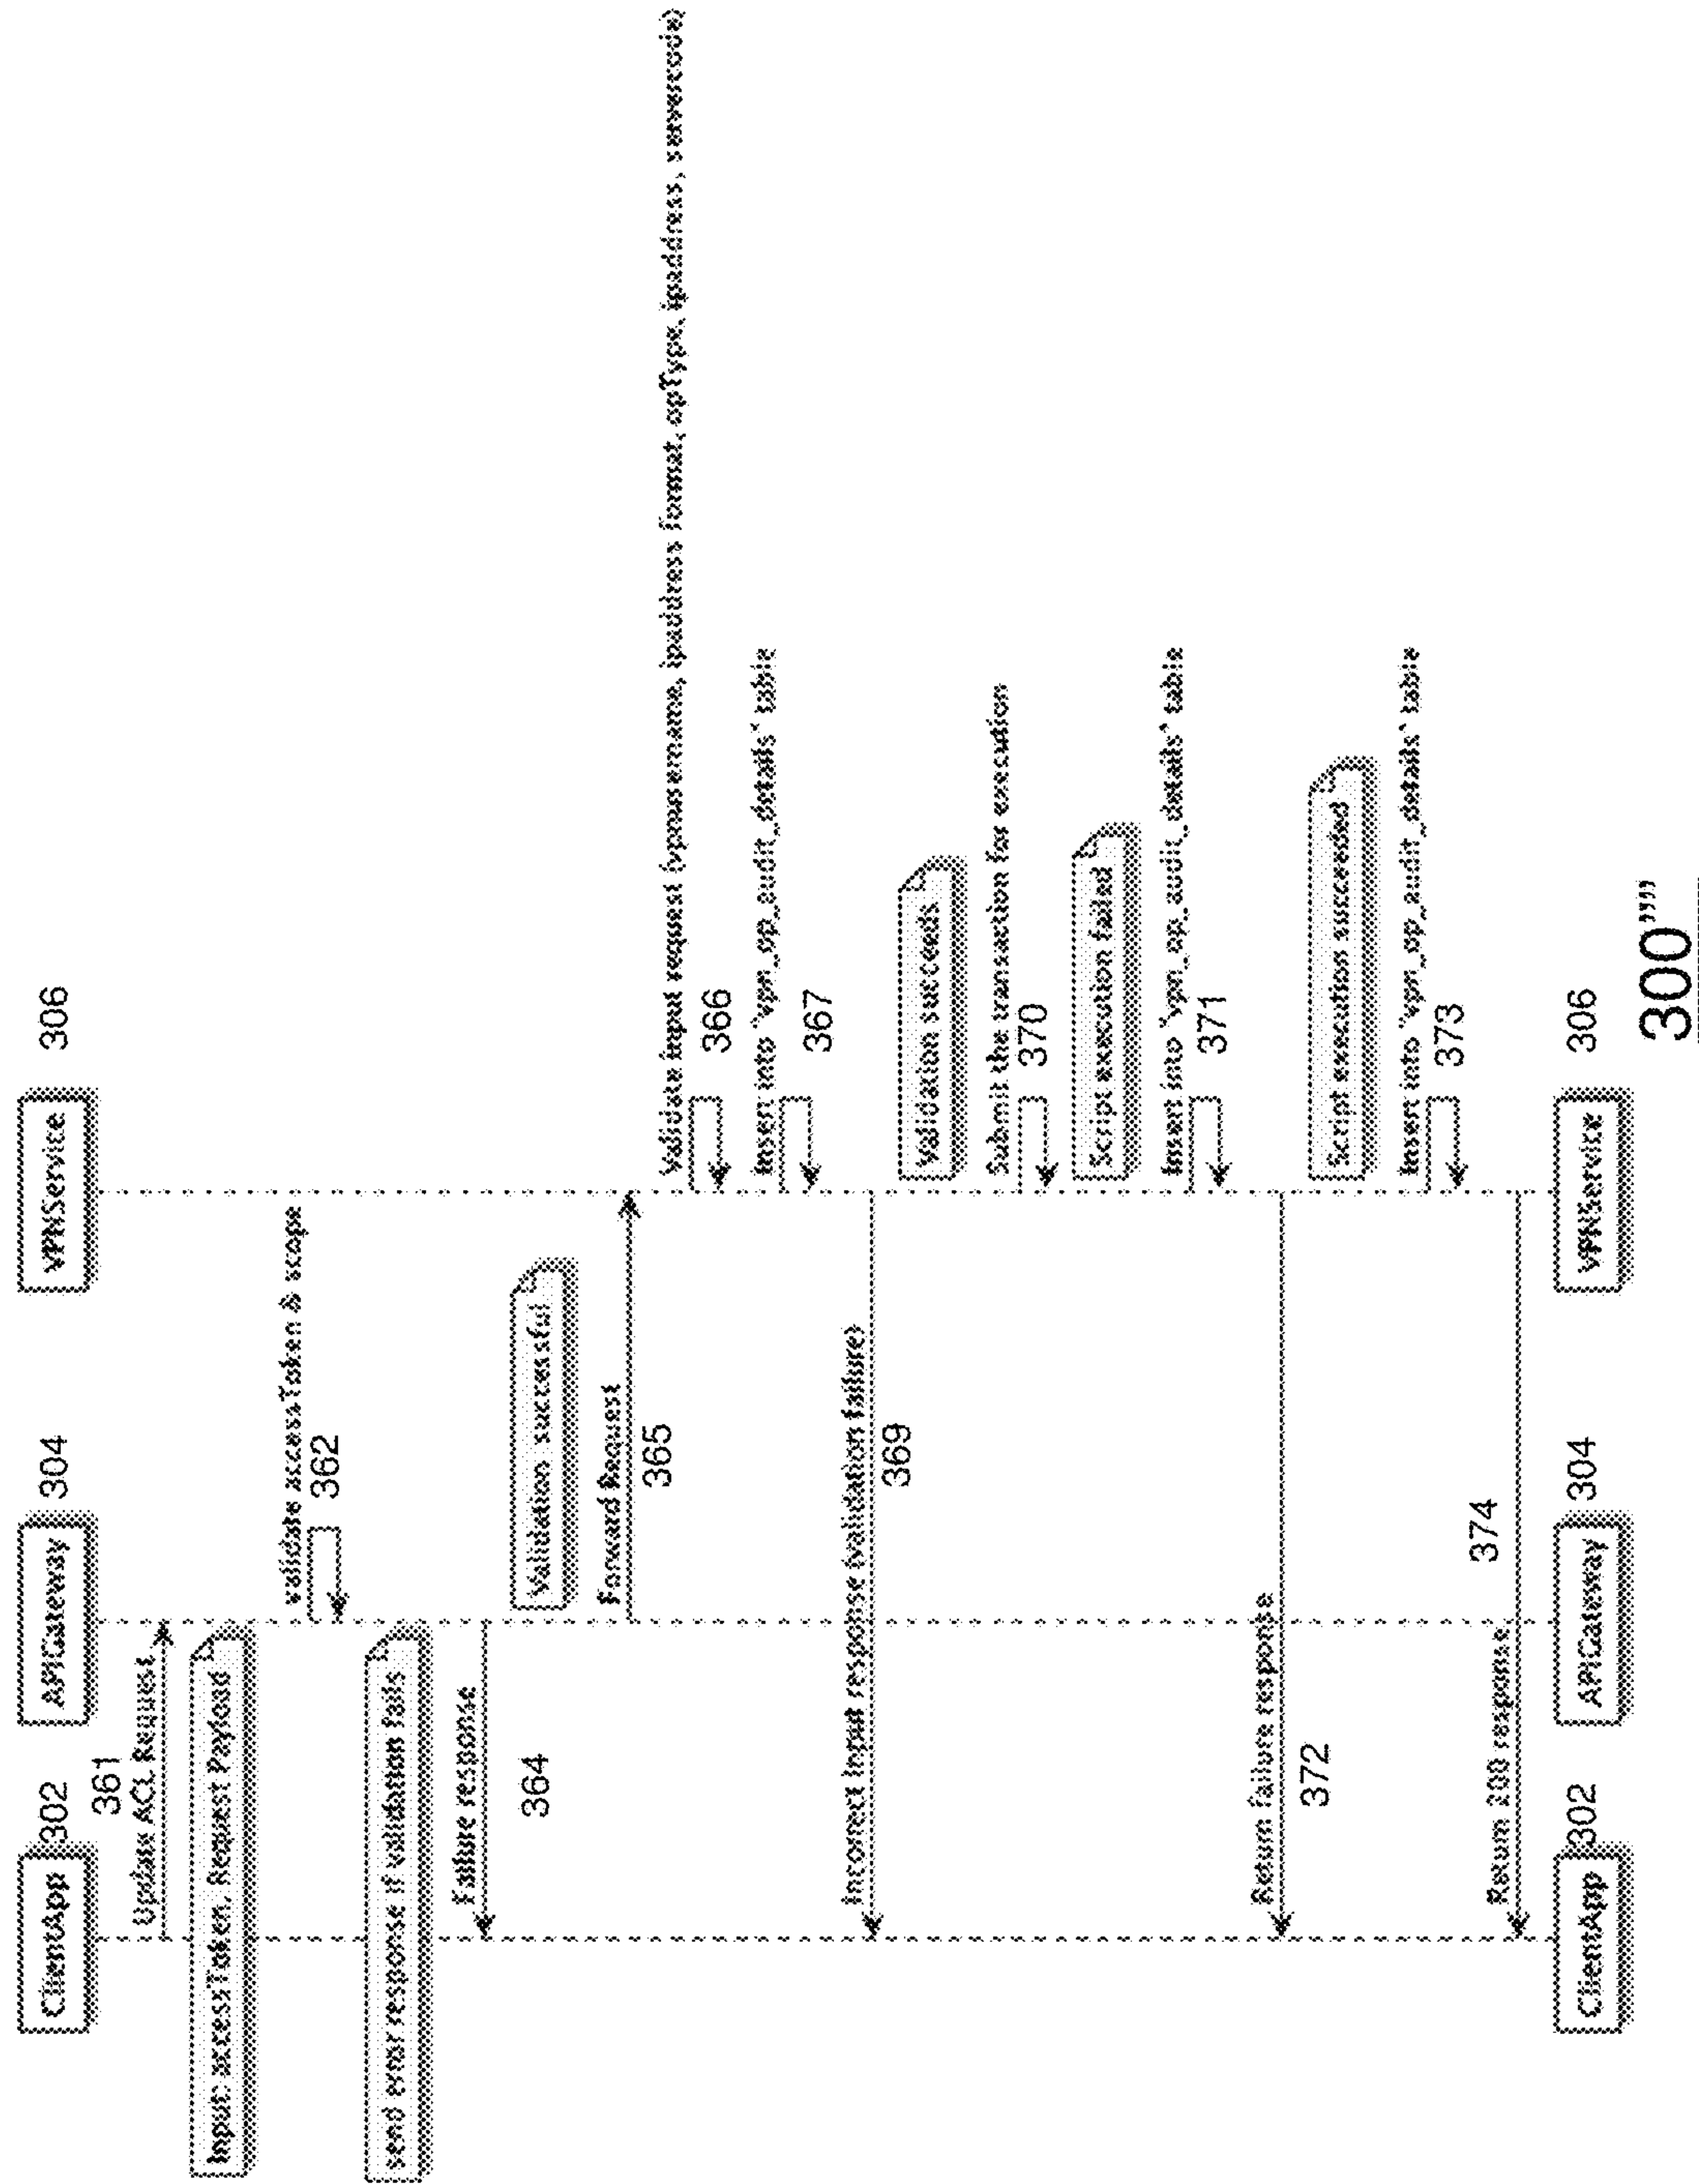 ClientApp 302
APIGateway 304
VPNService 306
361
Update ACL Request
Input: accessToken, Request Payload
validate accessToken & scope
362
send error response if validation fails
Failure response
364
Validation successful
Forward Request
365
Validate input request (vpnusername, ipaddress format, opType, ipaddress, servercode)
366
Insert into 'vpn_op_audit_details' table
367
Incorrect input response (validation failure)
369
Validation succeeds
Submit the transaction for execution
370
Script execution failed
Insert into 'vpn_op_audit_details' table
371
Return failure response
372
Script execution succeeded
Insert into 'vpn_op_audit_details' table
373
Return 200 response
374
ClientApp 302
APIGateway 304
VPNService 306
300""